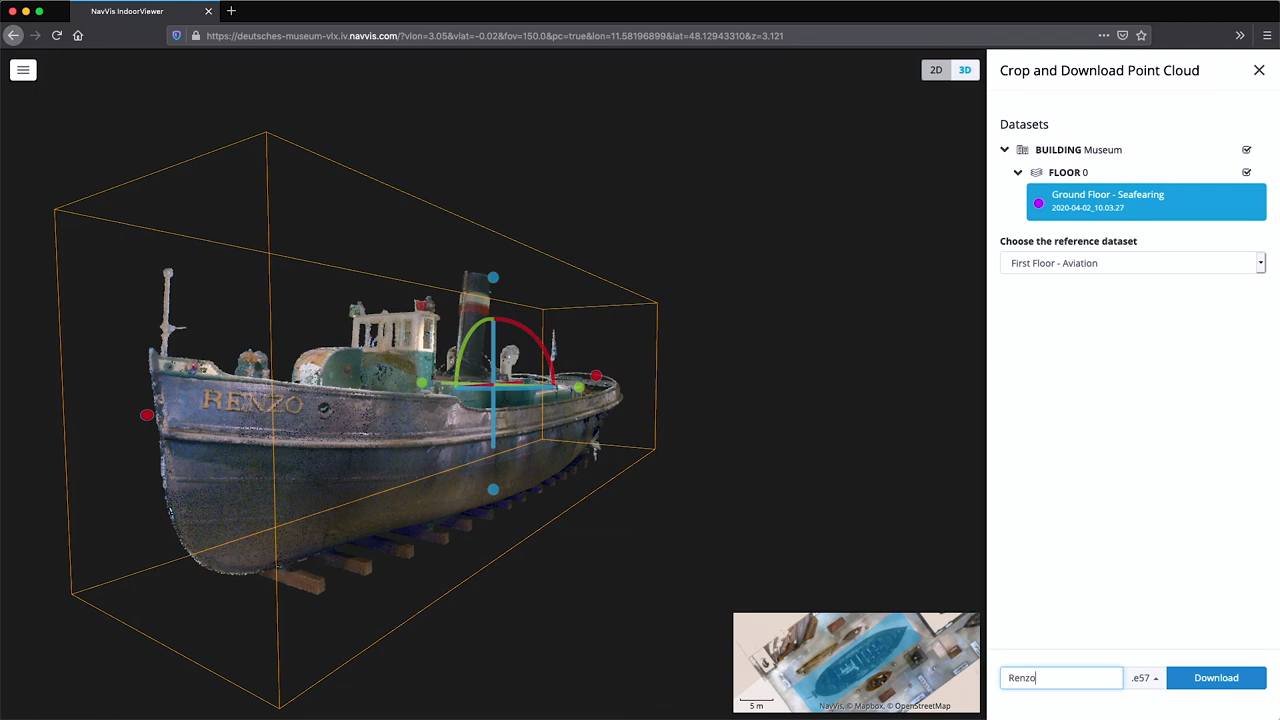 NavVis IndoorViewer
https://deutsches-museum-vlx.iv.navvis.com/?vlon=3.05&vlat=-0.02&fov=150.0&pc=true&lon=11.58196899&lat=48.12943310&z=3.121
2D 3D
Crop and Download Point Cloud
Datasets
BUILDING Museum
FLOOR 0
Ground Floor - Seafearing
2020-04-02_10.03.27
Choose the reference dataset
First Floor - Aviation
RENZO
5 m
NavVis, © Mapbox, © OpenStreetMap
Renzo .e57 Download